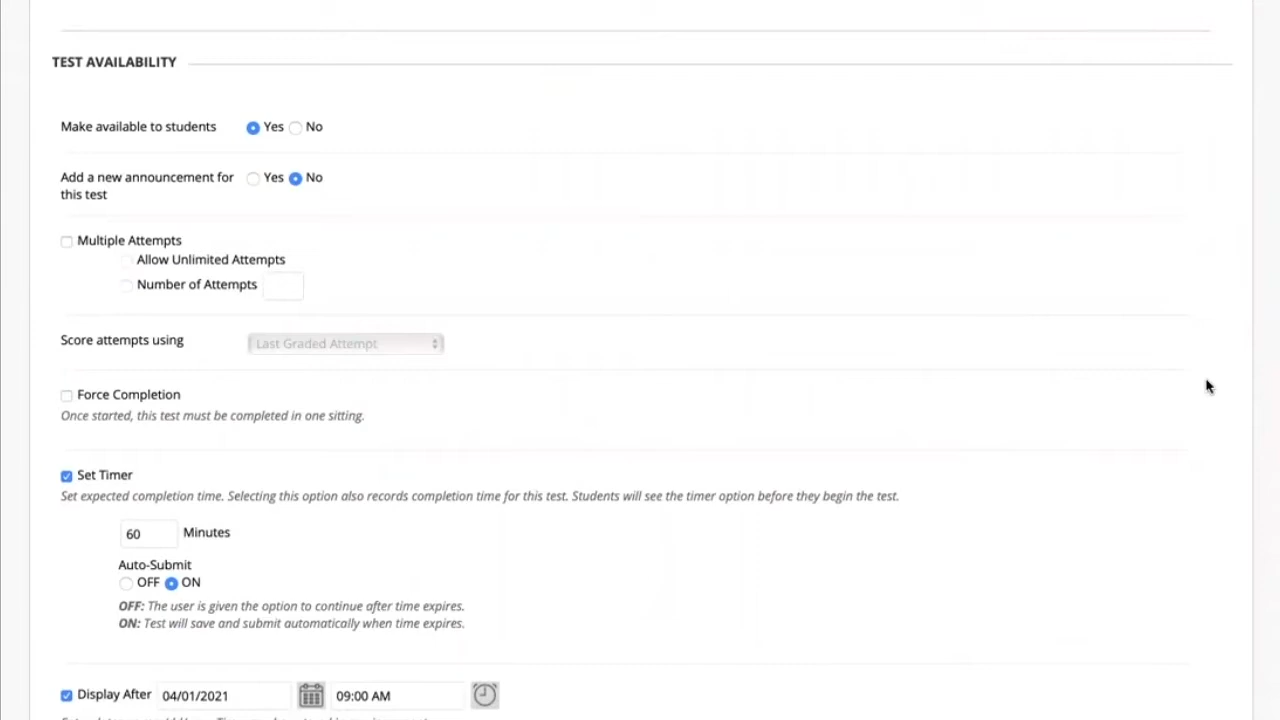 TEST AVAILABILITY
Make available to students Yes No
Add a new announcement for this test Yes No
Multiple Attempts
Allow Unlimited Attempts
Number of Attempts
Score attempts using Last Graded Attempt
Force Completion
Once started, this test must be completed in one sitting.
Set Timer
Set expected completion time. Selecting this option also records completion time for this test. Students will see the timer option before they begin the test.
60 Minutes
Auto-Submit
OFF ON
OFF: The user is given the option to continue after time expires.
ON: Test will save and submit automatically when time expires.
Display After 04/01/2021 09:00 AM